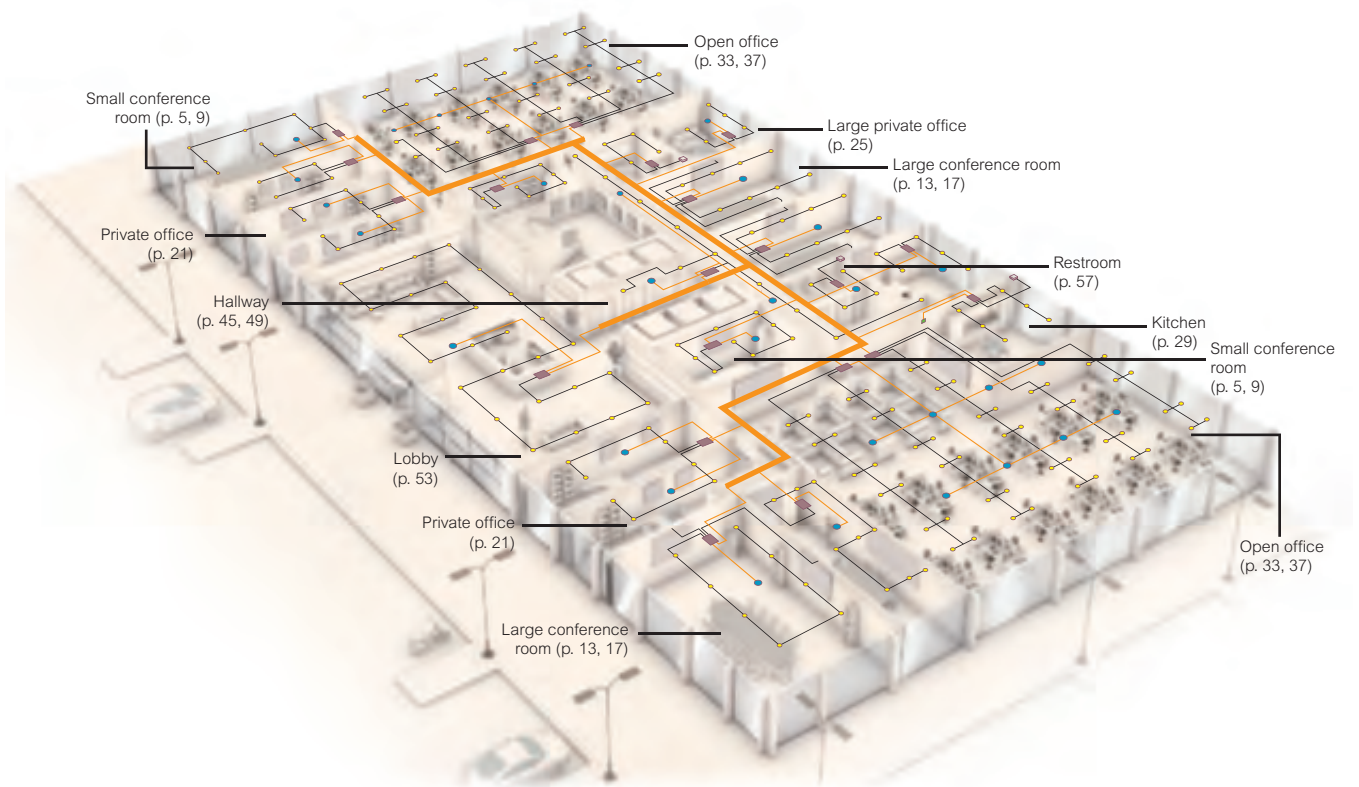 Open office
(p. 33, 37)
Small conference
room (p. 5, 9)
Large private office
(p. 25)
Large conference room
(p. 13, 17)
Private office
(p. 21)
Restroom
(p. 57)
Hallway
(p. 45, 49)
Kitchen
(p. 29)
Small conference
room
(p. 5, 9)
Lobby
(p. 53)
Private office
(p. 21)
Open office
(p. 33, 37)
Large conference
room (p. 13, 17)